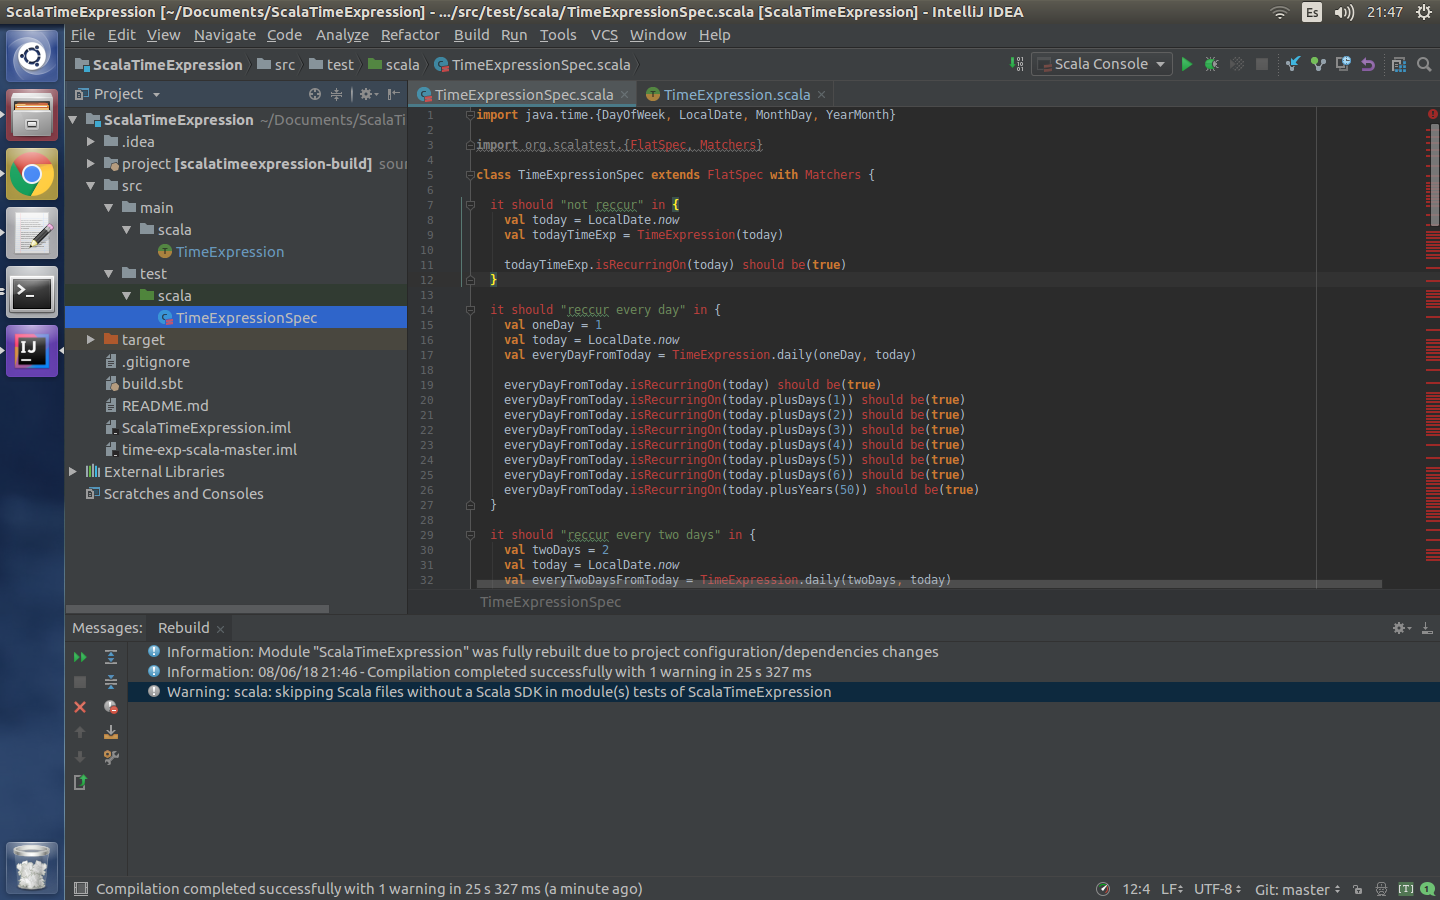 ScalaTimeExpression [~/Documents/ScalaTimeExpression] - .../src/test/scala/TimeExpressionSpec.scala [ScalaTimeExpression] - IntelliJ IDEA
Es
21:47
File Edit View Navigate Code Analyze Refactor Build Run Tools VCS Window Help
ScalaTimeExpression src test scala TimeExpressionSpec.scala
Scala Console
Project
TimeExpressionSpec.scala
TimeExpression.scala
ScalaTimeExpression ~/Documents/ScalaTi
.idea
project [scalatimeexpression-build] sour
src
main
scala
TimeExpression
test
scala
TimeExpressionSpec
target
.gitignore
build.sbt
README.md
ScalaTimeExpression.iml
time-exp-scala-master.iml
External Libraries
Scratches and Consoles
1 import java.time.{DayOfWeek, LocalDate, MonthDay, YearMonth}
2
3 import org.scalatest.{FlatSpec, Matchers}
4
5 class TimeExpressionSpec extends FlatSpec with Matchers {
6
7 it should "not reccur" in {
8 val today = LocalDate.now
9 val todayTimeExp = TimeExpression(today)
10
11 todayTimeExp.isRecurringOn(today) should be(true)
12 }
13
14 it should "reccur every day" in {
15 val oneDay = 1
16 val today = LocalDate.now
17 val everyDayFromToday = TimeExpression.daily(oneDay, today)
18
19 everyDayFromToday.isRecurringOn(today) should be(true)
20 everyDayFromToday.isRecurringOn(today.plusDays(1)) should be(true)
21 everyDayFromToday.isRecurringOn(today.plusDays(2)) should be(true)
22 everyDayFromToday.isRecurringOn(today.plusDays(3)) should be(true)
23 everyDayFromToday.isRecurringOn(today.plusDays(4)) should be(true)
24 everyDayFromToday.isRecurringOn(today.plusDays(5)) should be(true)
25 everyDayFromToday.isRecurringOn(today.plusDays(6)) should be(true)
26 everyDayFromToday.isRecurringOn(today.plusYears(50)) should be(true)
27 }
28
29 it should "reccur every two days" in {
30 val twoDays = 2
31 val today = LocalDate.now
32 val everyTwoDaysFromToday = TimeExpression.daily(twoDays, today)
TimeExpressionSpec
Messages: Rebuild
Information: Module "ScalaTimeExpression" was fully rebuilt due to project configuration/dependencies changes
Information: 08/06/18 21:46 - Compilation completed successfully with 1 warning in 25 s 327 ms
Warning: scala: skipping Scala files without a Scala SDK in module(s) tests of ScalaTimeExpression
Compilation completed successfully with 1 warning in 25 s 327 ms (a minute ago)
12:4 LF UTF-8 Git: master [T] 1